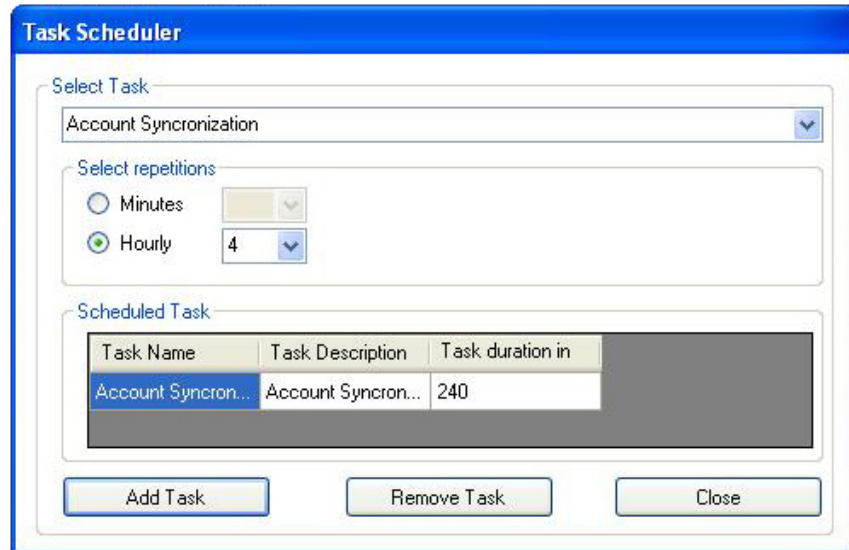 Task Scheduler
Select Task
Account Syncronization
Select repetitions
Minutes
Hourly 4
Scheduled Task
Task Name Task Description Task duration in
Account Syncron... Account Syncron... 240
Add Task Remove Task Close